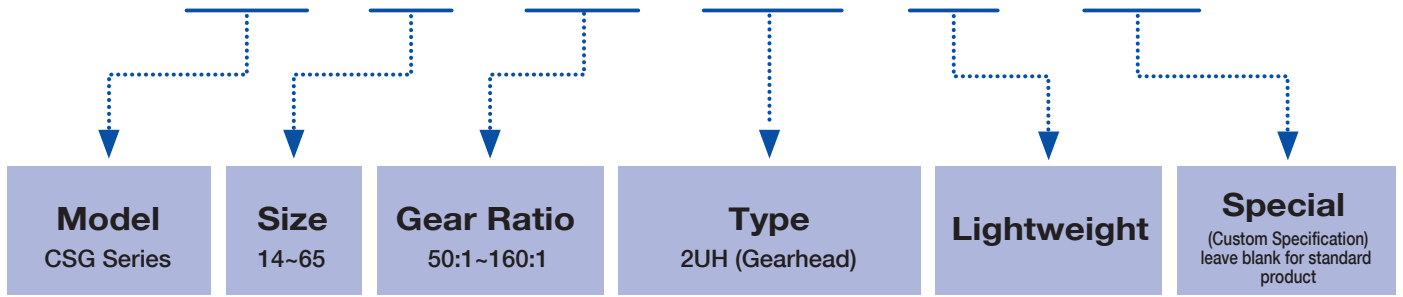 Model
CSG Series
Size
14~65
Gear Ratio
50:1~160:1
Type
2UH (Gearhead)
Lightweight
Special
(Custom Specification)
leave blank for standard
product